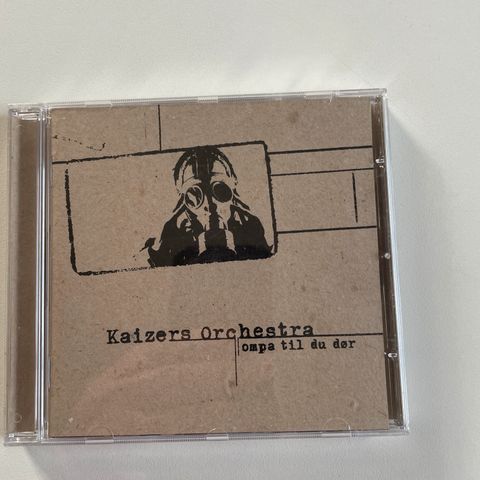 Kaizers Orchestra
ompa til du dør